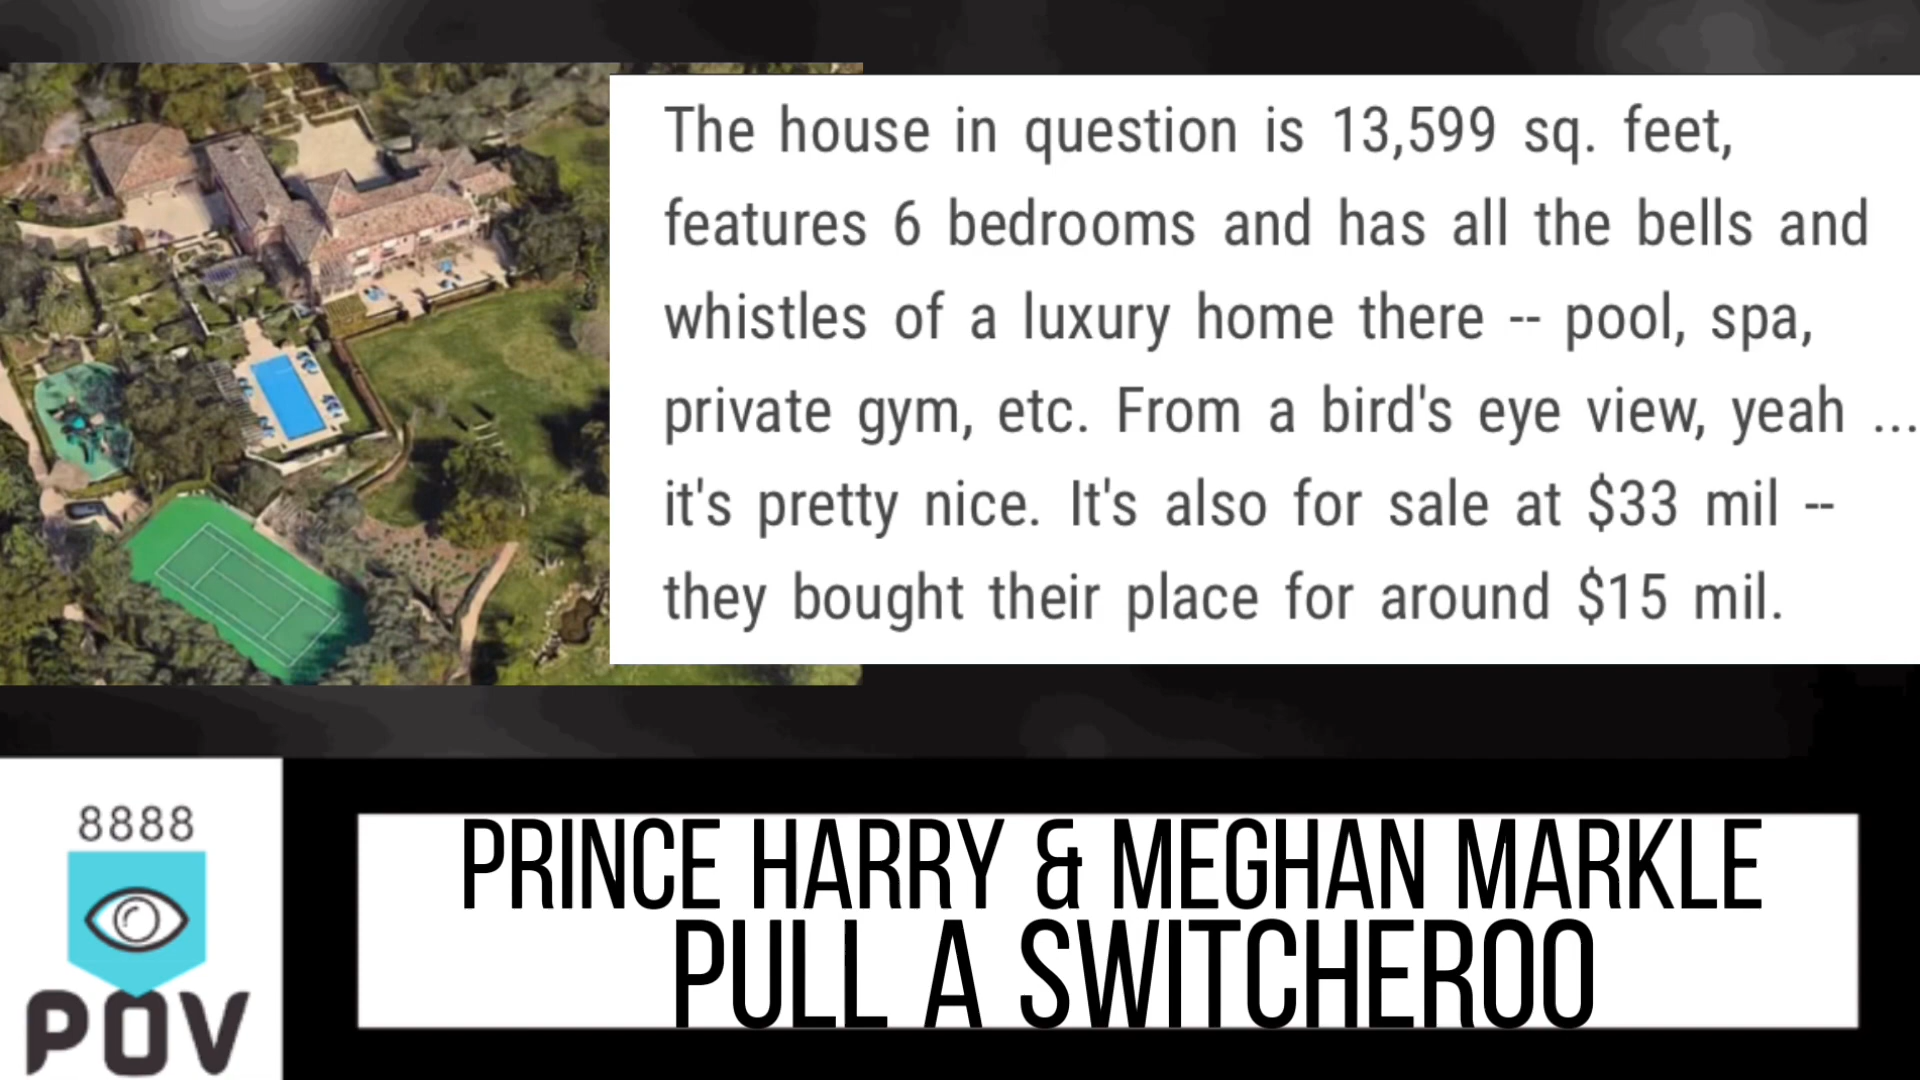 The house in question is 13,599 sq. feet,
features 6 bedrooms and has all the bells and
whistles of a luxury home there -- pool, spa,
private gym, etc. From a bird's eye view, yeah ...
it's pretty nice. It's also for sale at $33 mil --
they bought their place for around $15 mil.
8888
POV
PRINCE HARRY & MEGHAN MARKLE
PULL A SWITCHEROO